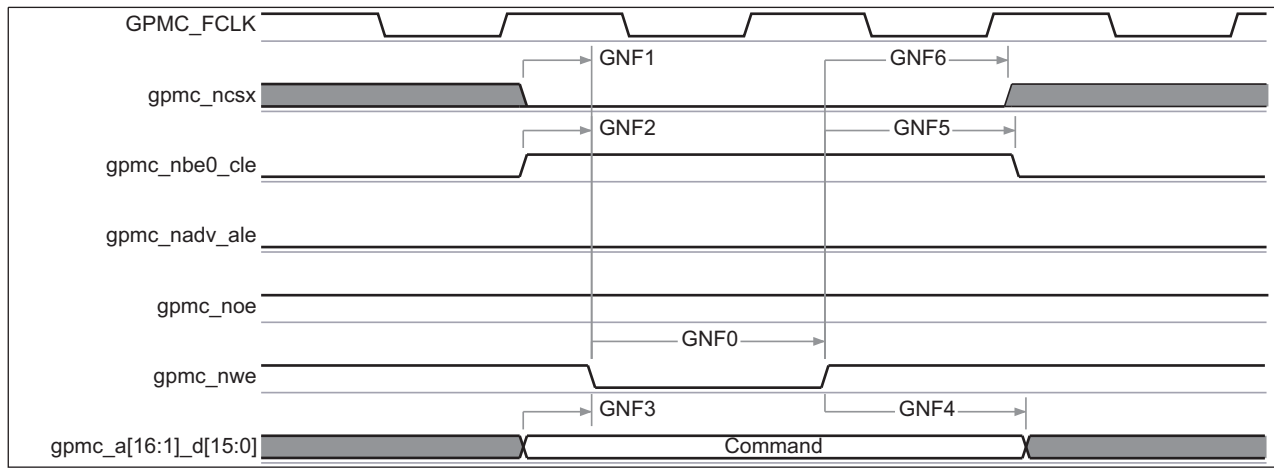 GPMC_FCLK
GNF1
GNF6
gpmc_ncsx
GNF2
GNF5
gpmc_nbe0_cle
gpmc_nadv_ale
gpmc_noe
GNF0
gpmc_nwe
GNF3
GNF4
gpmc_a[16:1]_d[15:0]
Command